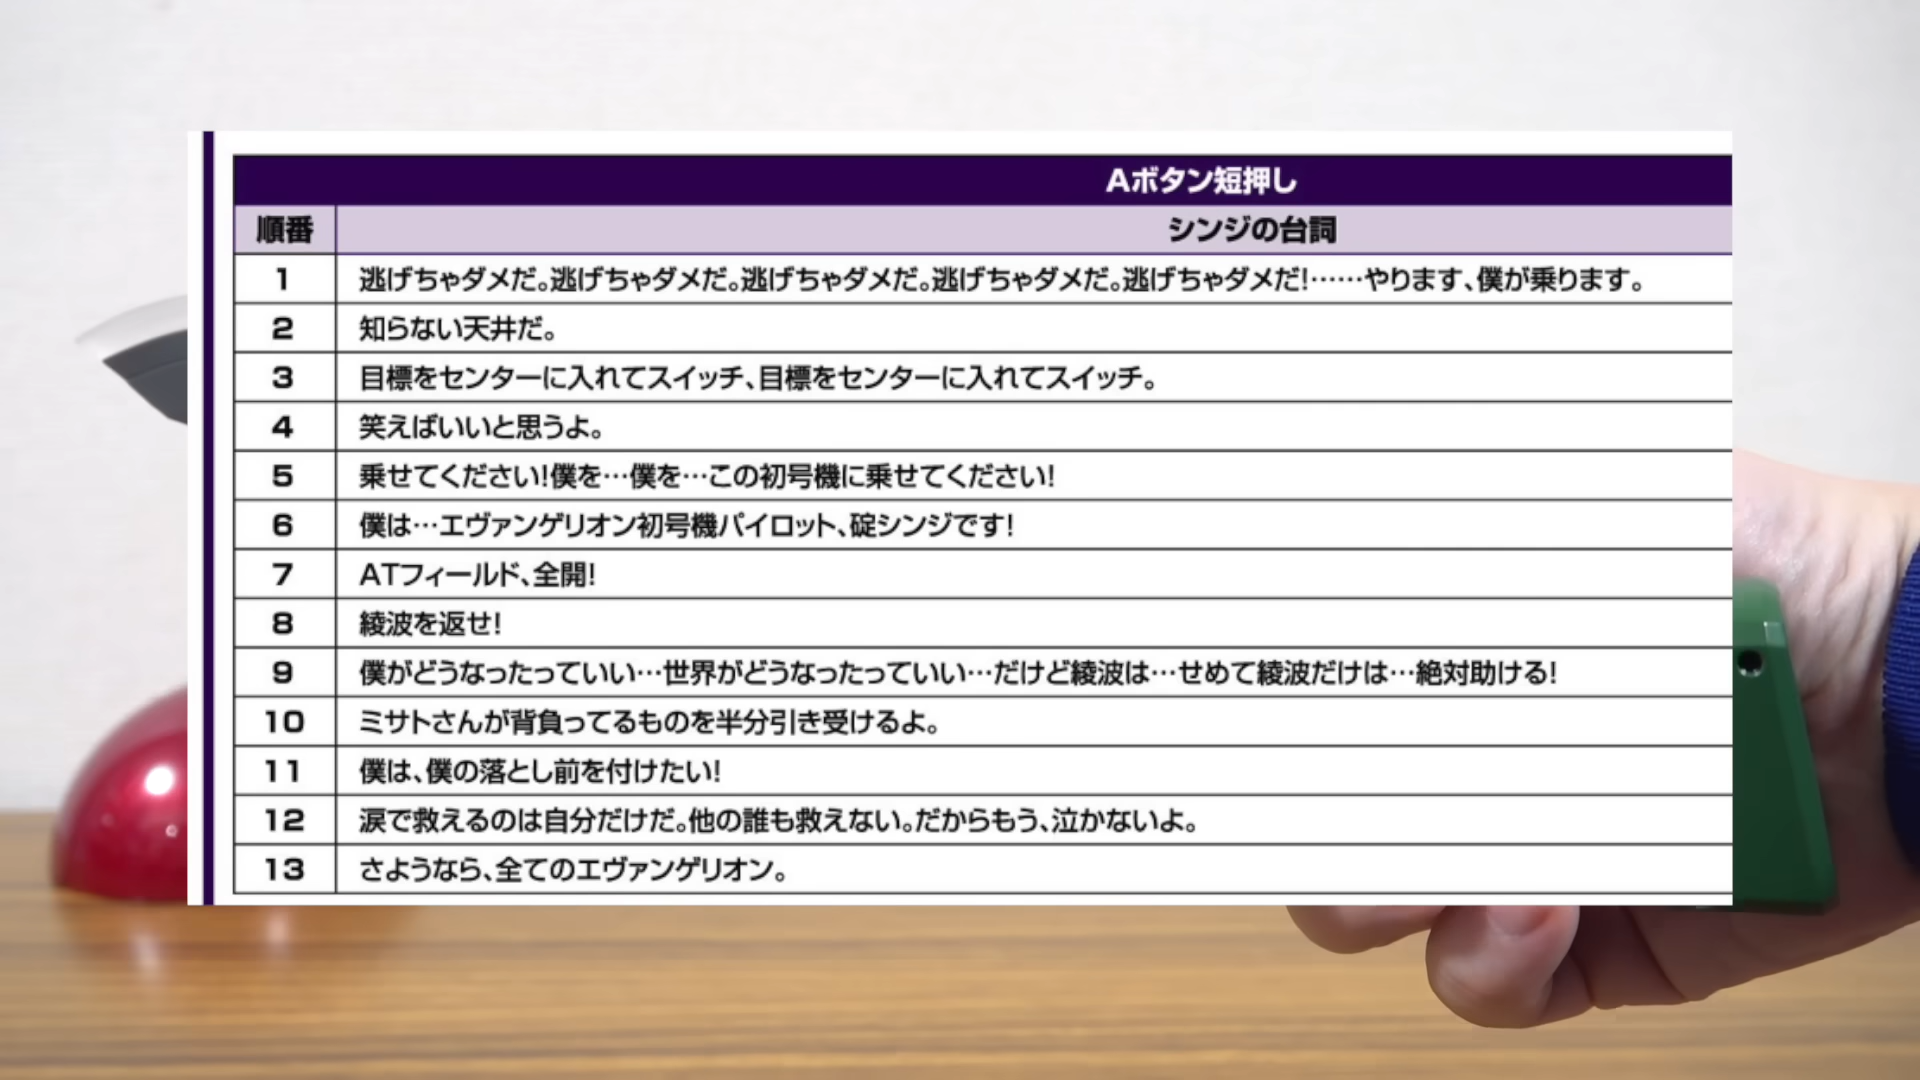 Aボタン短押し
順番 シンジの台詞
1 逃げちゃダメだ。逃げちゃダメだ。逃げちゃダメだ。逃げちゃダメだ。逃げちゃダメだ!……やります、僕が乗ります。
2 知らない天井だ。
3 目標をセンターに入れてスイッチ、目標をセンターに入れてスイッチ。
4 笑えばいいと思うよ。
5 乗せてください!僕を…僕を…この初号機に乗せてください!
6 僕は…エヴァンゲリオン初号機パイロット、碇シンジです!
7 ATフィールド、全開!
8 綾波を返せ!
9 僕がどうなったっていい…世界がどうなったっていい…だけど綾波は…せめて綾波だけは…絶対助ける!
10 ミサトさんが背負ってるものを半分引き受けるよ。
11 僕は、僕の落とし前を付けたい!
12 涙で救えるのは自分だけだ。他の誰も救えない。だからもう、泣かないよ。
13 さようなら、全てのエヴァンゲリオン。